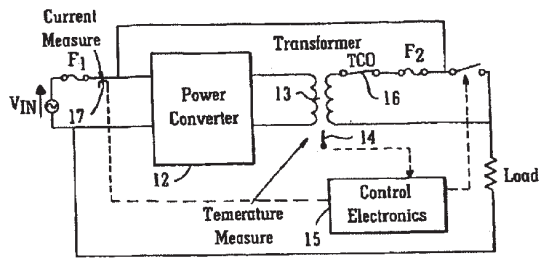 Current
Measure
F1
VIN
17
Power
Converter
12
Transformer
13
TCO
16
F2
14
Temerature
Measure
Control
Electronics
15
Load